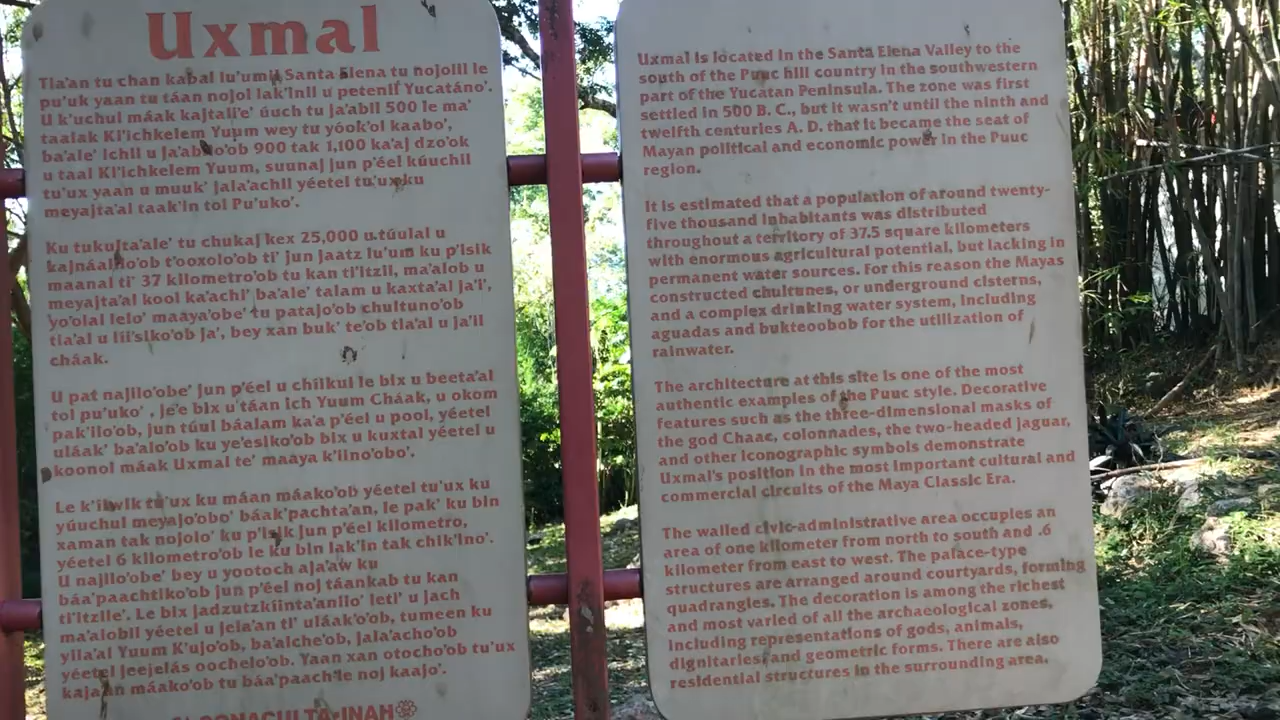 Uxmal
Tia'an tu chan kabal lu'umil Santa Elena tu nojolil le
pu'uk yaan tu táan nojol lak'inil u petenil Yucatáno'.
U k'uchul máak kajtalile' úuch tu ja'abil 500 le ma'
taalak Ki'ichkelem Yuum wey tu yóok'ol kaabo',
ba'ale' ichil u ja'abilo'ob 900 tak 1,100 ka'aj dzo'ok
u taal Ki'ichkelem Yuum, suunaj jun p'éel kúuchil
tu'ux yaan u muuk' jala'achil yéetel tu'ux ku
meyajta'al taak'in tol Pu'uko'.
Ku tukulta'ale' tu chukaj kex 25,000 u túulal u
kajnáalilo'ob t'ooxolo'ob ti' jun jaatz lu'um ku p'isik
maanal ti' 37 kilometro'ob tu kan ti'itzil, ma'alob u
meyajta'al kool ka'achi' ba'ale' talam u kaxta'al ja'i',
yo'olal lelo' maaya'obe' tu patajo'ob chultuno'ob
tia'al u lii'siko'ob ja', bey xan buk' te'ob tia'al u ja'il
cháak.
U pat najilo'obe' jun p'éel u chíikul le bix u beeta'al
tol pu'uko' , je'e bix u táan ich Yuum Cháak, u okom
pak'ilo'ob, jun túul báalam ka'a p'éel u pool, yéetel
uláak' ba'alo'ob ku ye'esiko'ob bix u kuxtal yéetel u
koonol máak Uxmal te' maaya k'iino'obo'.
Le k'íiwik tu'ux ku máan máako'ob yéetel tu'ux ku
yúuchul meyajo'obo' báak'pachta'an, le pak' ku bin
xaman tak nojolo' ku p'isik jun p'éel kilometro,
yéetel 6 kilometro'ob le ku bin lak'in tak chik'ino'.
U najilo'obe' bey u yootoch aja'aw ku
báa'paachtiko'ob jun p'éel noj táankab tu kan
ti'itzile'. Le bix jadzutzkíinta'anilo' leti' u jach
ma'alobil yéetel u jela'an ti' uláak'o'ob, tumeen ku
yila'al Yuum K'ujo'ob, ba'alche'ob, jala'acho'ob
yéetel jeejelás oochelo'ob. Yaan xan otocho'ob tu'ux
kaja'an máako'ob tu báa'paach le noj kaajo'.
CONACULTA-INAH
Uxmal is located in the Santa Elena Valley to the
south of the Puuc hill country in the southwestern
part of the Yucatan Peninsula. The zone was first
settled in 500 B. C., but it wasn't until the ninth and
twelfth centuries A. D. that it became the seat of
Mayan political and economic power in the Puuc
region.
It is estimated that a population of around twenty-
five thousand inhabitants was distributed
throughout a territory of 37.5 square kilometers
with enormous agricultural potential, but lacking in
permanent water sources. For this reason the Mayas
constructed chultunes, or underground cisterns,
and a complex drinking water system, including
aguadas and bukteoobob for the utilization of
rainwater.
The architecture at this site is one of the most
authentic examples of the Puuc style. Decorative
features such as the three-dimensional masks of
the god Chaac, colonnades, the two-headed jaguar,
and other iconographic symbols demonstrate
Uxmal's position in the most important cultural and
commercial circuits of the Maya Classic Era.
The walled civic-administrative area occupies an
area of one kilometer from north to south and .6
kilometer from east to west. The palace-type
structures are arranged around courtyards, forming
quadrangles. The decoration is among the richest
and most varied of all the archaeological zones,
including representations of gods, animals,
dignitaries and geometric forms. There are also
residential structures in the surrounding area.